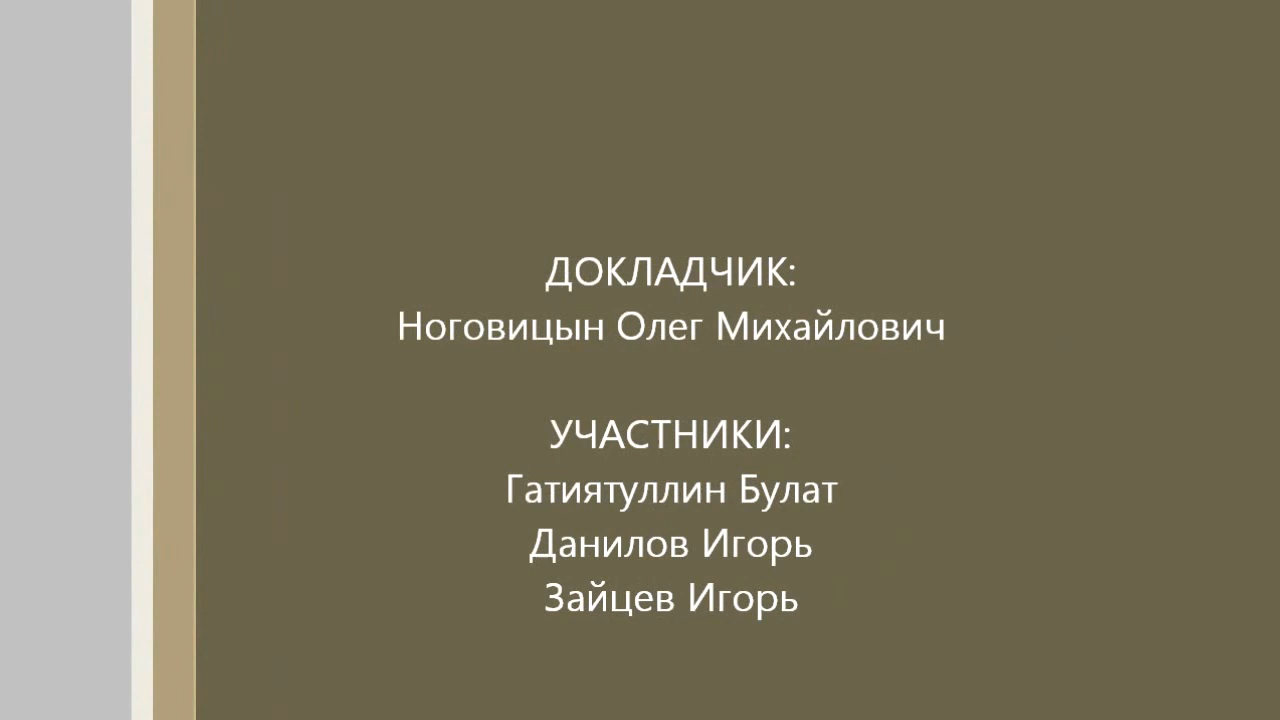 ДОКЛАДЧИК:
Ноговицын Олег Михайлович
УЧАСТНИКИ:
Гатиятуллин Булат
Данилов Игорь
Зайцев Игорь